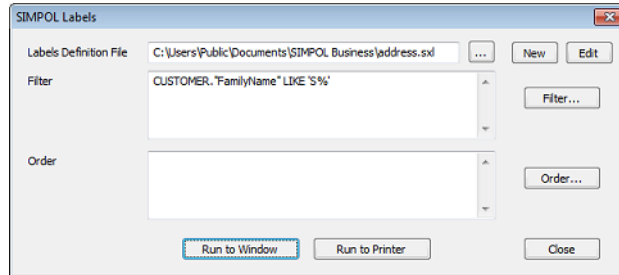 SIMPOL Labels
Labels Definition File C:\Users\Public\Documents\SIMPOL Business\address.sxl ... New Edit
Filter CUSTOMER."FamilyName" LIKE 'S%'
Filter...
Order
Order...
Run to Window Run to Printer Close